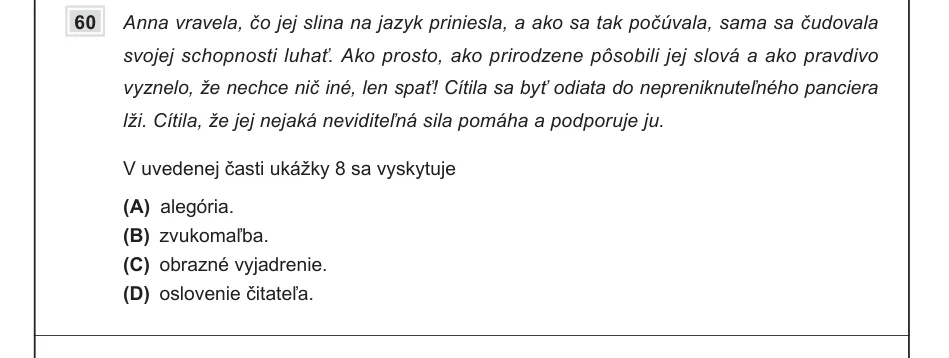 60 Anna vravela, čo jej slina na jazyk priniesla, a ako sa tak počúvala, sama sa čudovala
svojej schopnosti luhať. Ako prosto, ako prirodzene pôsobili jej slová a ako pravdivo
vyznelo, že nechce nič iné, len spať! Cítila sa byť odiata do nepreniknuteľného panciera
lži. Cítila, že jej nejaká neviditeľná sila pomáha a podporuje ju.
V uvedenej časti ukážky 8 sa vyskytuje
(A) alegória.
(B) zvukomaľba.
(C) obrazné vyjadrenie.
(D) oslovenie čitateľa.